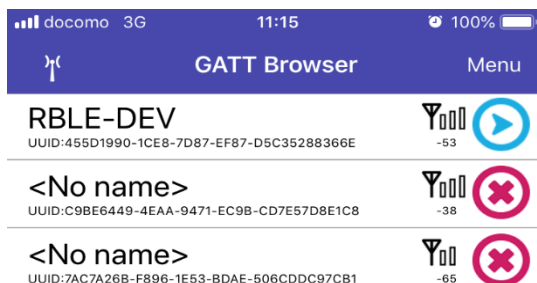 docomo 3G 11:15 100%
GATT Browser Menu
RBLE-DEV
UUID:455D1990-1CE8-7D87-EF87-D5C35288366E
-53
<No name>
UUID:C9BE6449-4EAA-9471-EC9B-CD7E57D8E1C8
-38
<No name>
UUID:7AC7A26B-F896-1E53-BDAE-506CDDC97CB1
-65